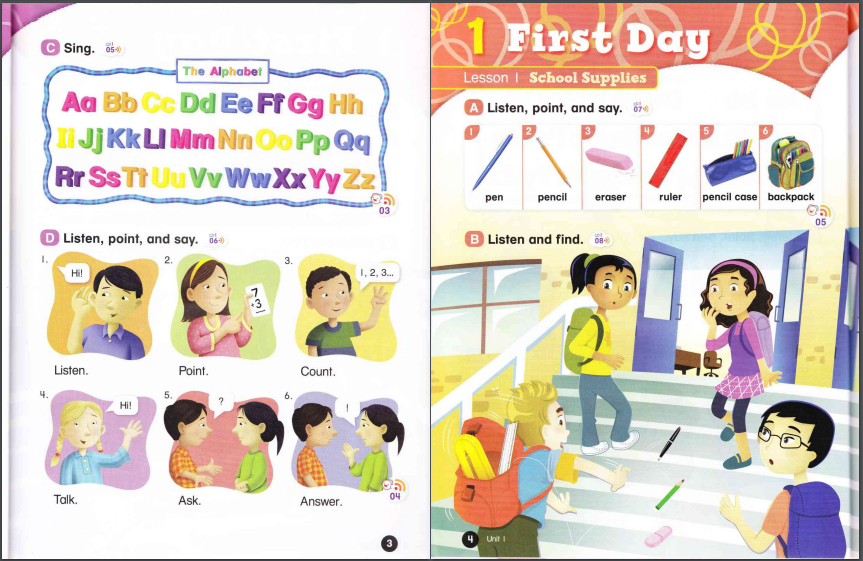 C Sing. 05
The Alphabet
Aa Bb Cc Dd Ee Ff Gg Hh
Ii Jj Kk Ll Mm Nn Oo Pp Qq
Rr Ss Tt Uu Vv Ww Xx Yy Zz
03
D Listen, point, and say. 06
1. Hi!
Listen.
2. 7
+3
Point.
3. 1, 2, 3...
Count.
4. Hi!
Talk.
5. ?
Ask.
6. !
Answer.
04
3
1 First Day
Lesson 1 School Supplies
A Listen, point, and say. 07
1 2 3 4 5 6
pen pencil eraser ruler pencil case backpack
05
B Listen and find. 08
4 Unit 1